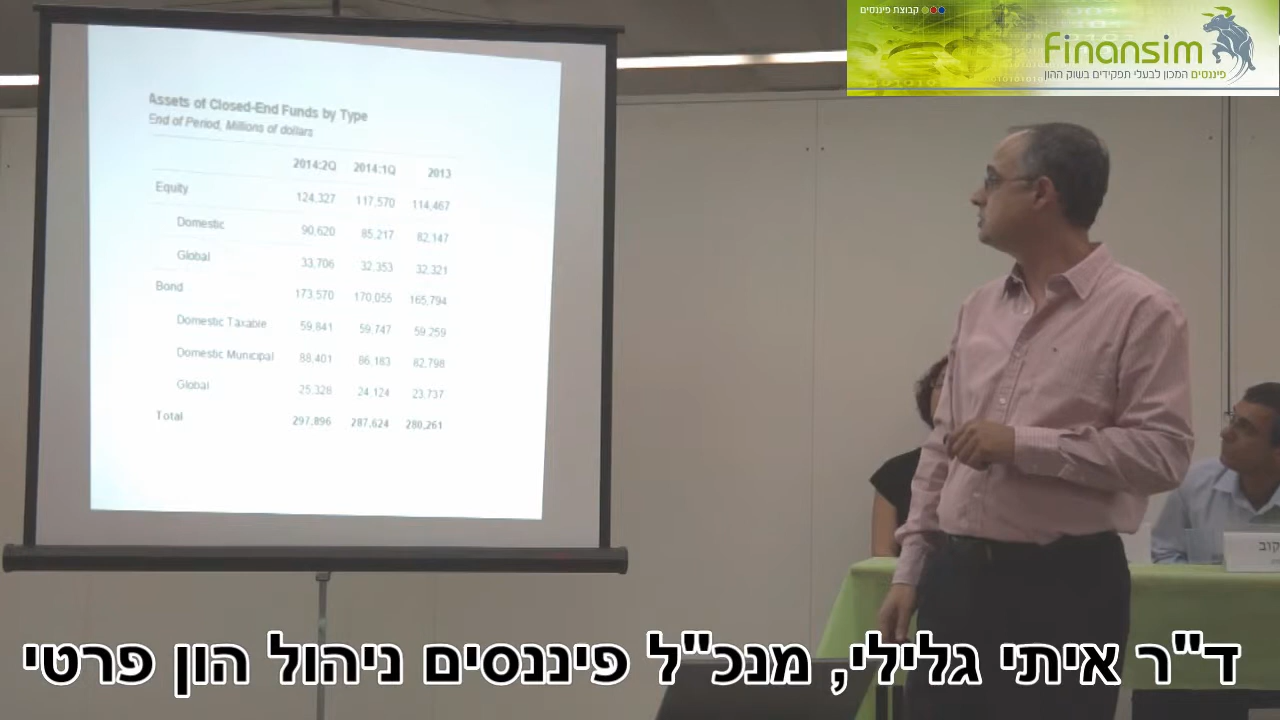 קבוצת פיננסים
Finansim
פיננסים המכון לבעלי תפקידים בשוק ההון
Assets of Closed-End Funds by Type
End of Period, Millions of dollars
2014:2Q 2014:1Q 2013
Equity 124,327 117,570 114,467
Domestic 90,620 85,217 82,147
Global 33,706 32,353 32,321
Bond 173,570 170,055 165,794
Domestic Taxable 59,841 59,747 59,259
Domestic Municipal 88,401 86,183 82,798
Global 25,328 24,124 23,737
Total 297,896 287,624 280,261
קוב
ד"ר איתי גלילי, מנכ"ל פיננסים ניהול הון פרטי